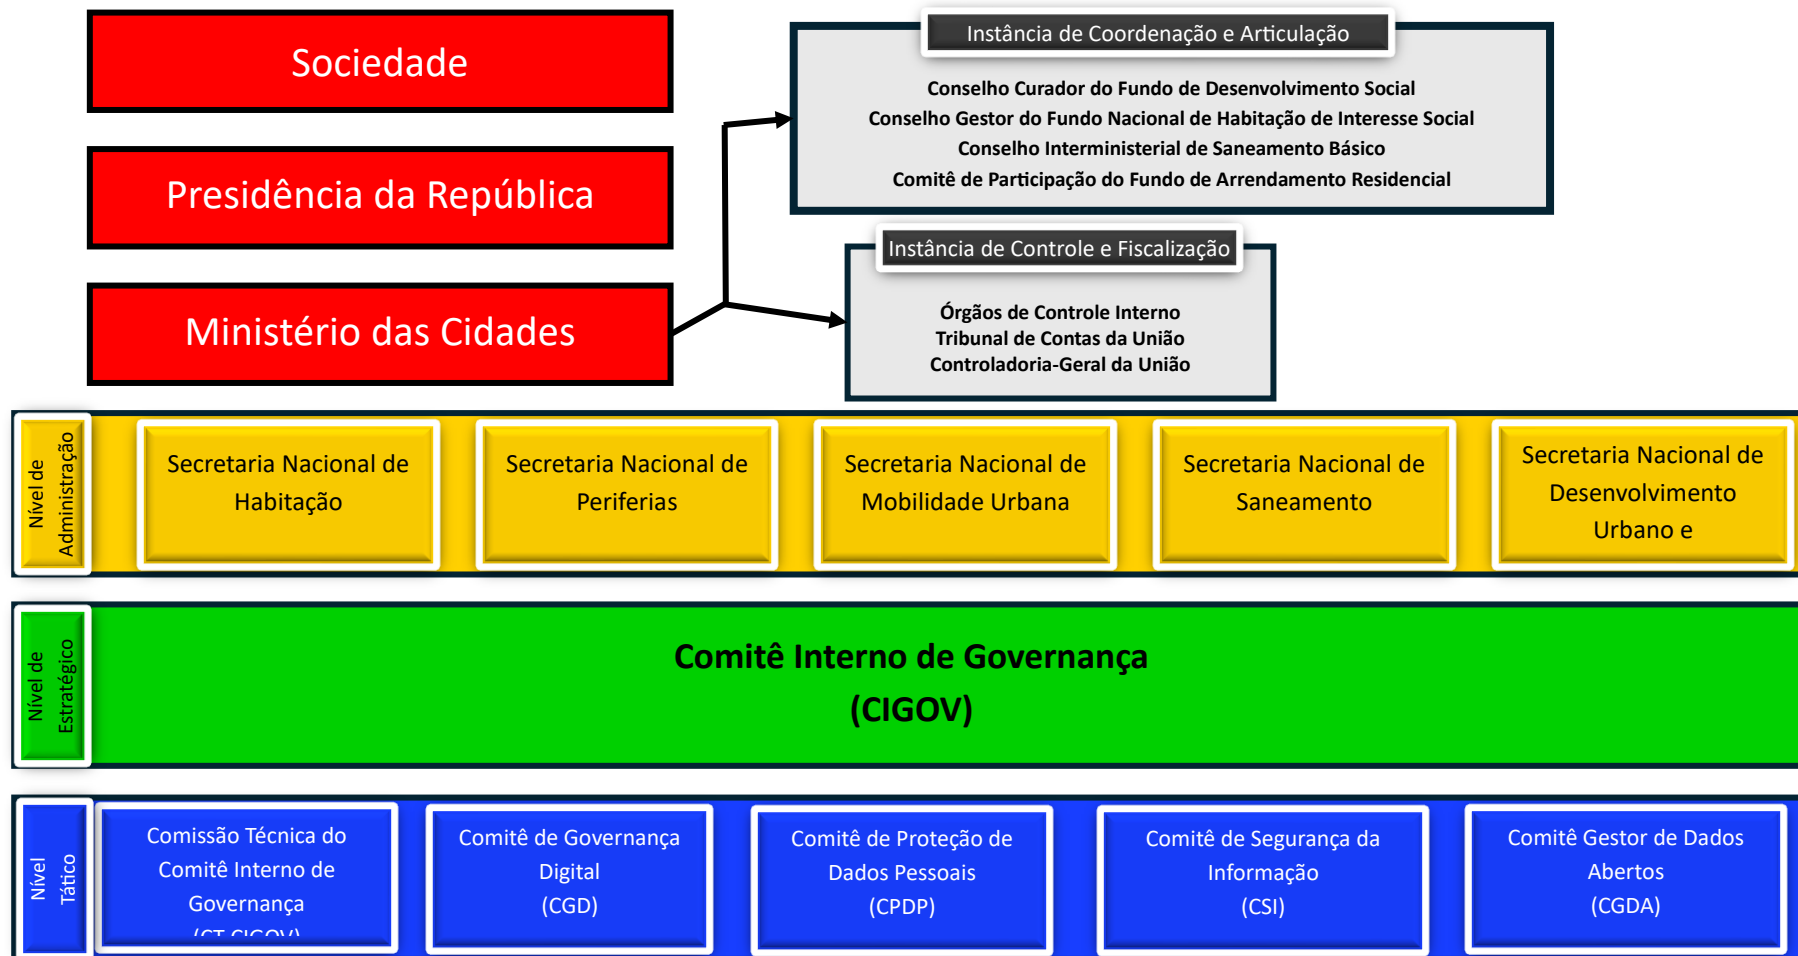 Sociedade
Presidência da República
Ministério das Cidades
Instância de Coordenação e Articulação
Conselho Curador do Fundo de Desenvolvimento Social
Conselho Gestor do Fundo Nacional de Habitação de Interesse Social
Conselho Interministerial de Saneamento Básico
Comitê de Participação do Fundo de Arrendamento Residencial
Instância de Controle e Fiscalização
Órgãos de Controle Interno
Tribunal de Contas da União
Controladoria-Geral da União
Nível de
Administração
Secretaria Nacional de
Habitação
Secretaria Nacional de
Periferias
Secretaria Nacional de
Mobilidade Urbana
Secretaria Nacional de
Saneamento
Secretaria Nacional de
Desenvolvimento
Urbano e
Nível de
Estratégico
Comitê Interno de Governança
(CIGOV)
Nível
Tático
Comissão Técnica do
Comitê Interno de
Governança
(CT-CIGOV)
Comitê de Governança
Digital
(CGD)
Comitê de Proteção de
Dados Pessoais
(CPDP)
Comitê de Segurança da
Informação
(CSI)
Comitê Gestor de Dados
Abertos
(CGDA)